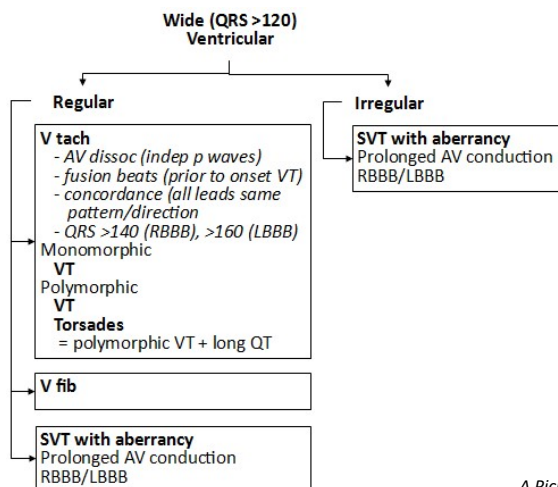 Wide (QRS >120)
Ventricular
Regular
V tach
- AV dissoc (indep p waves)
- fusion beats (prior to onset VT)
- concordance (all leads same
pattern/direction
- QRS >140 (RBBB), >160 (LBBB)
Monomorphic
VT
Polymorphic
VT
Torsades
= polymorphic VT + long QT
V fib
SVT with aberrancy
Prolonged AV conduction
RBBB/LBBB
Irregular
SVT with aberrancy
Prolonged AV conduction
RBBB/LBBB